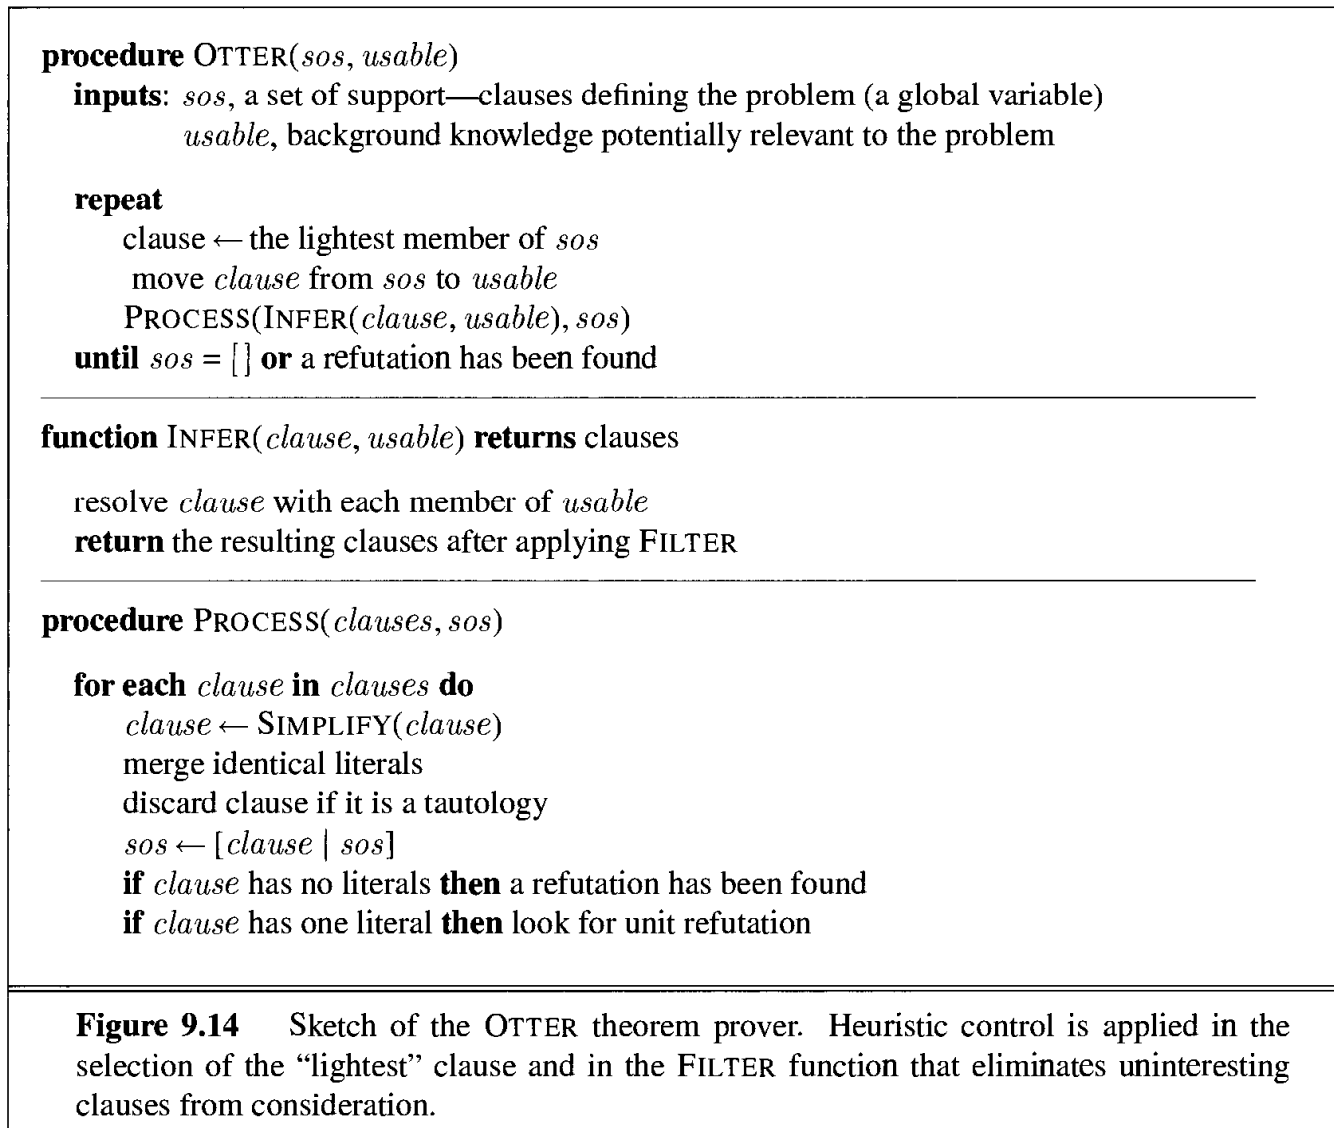 procedure OTTER(sos, usable)
inputs: sos, a set of support—clauses defining the problem (a global variable)
usable, background knowledge potentially relevant to the problem
repeat
clause ← the lightest member of sos
move clause from sos to usable
PROCESS(INFER(clause, usable), sos)
until sos = [] or a refutation has been found
function INFER(clause, usable) returns clauses
resolve clause with each member of usable
return the resulting clauses after applying FILTER
procedure PROCESS(clauses, sos)
for each clause in clauses do
clause ← SIMPLIFY(clause)
merge identical literals
discard clause if it is a tautology
sos ← [clause | sos]
if clause has no literals then a refutation has been found
if clause has one literal then look for unit refutation
Figure 9.14 Sketch of the OTTER theorem prover. Heuristic control is applied in the
selection of the “lightest” clause and in the FILTER function that eliminates uninteresting
clauses from consideration.